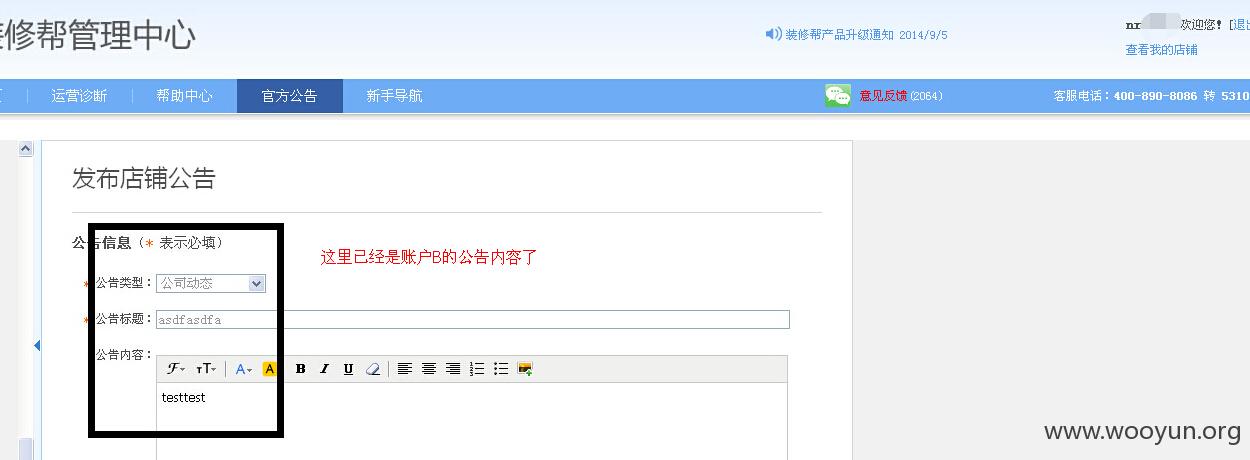 装修帮管理中心
装修帮产品升级通知 2014/9/5
nr 欢迎您！ [退出
查看我的店铺
运营诊断 帮助中心 官方公告 新手导航 意见反馈(2064) 客服电话：400-890-8086 转 5310
发布店铺公告
公告信息（* 表示必填）
这里已经是账户B的公告内容了
* 公告类型： 公司动态
* 公告标题： asdfasdfa
公告内容：
B I U
testtest
www.wooyun.org